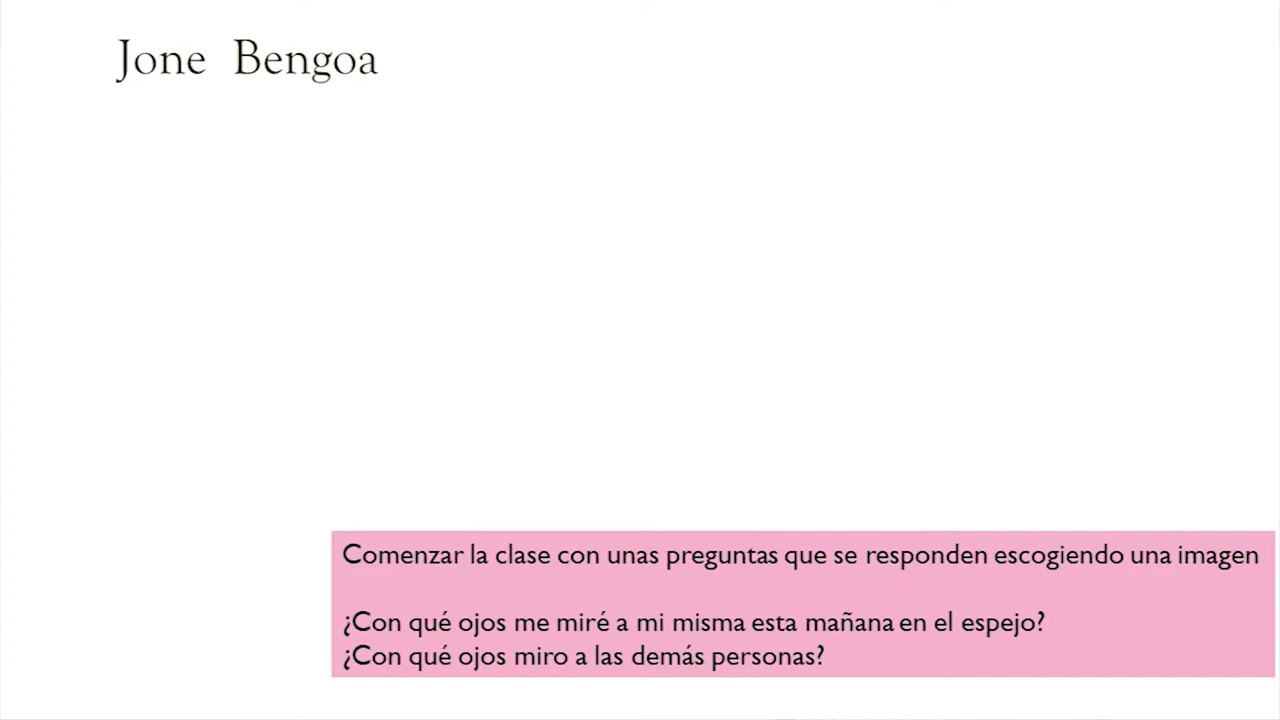 Jone Bengoa
Comenzar la clase con unas preguntas que se responden escogiendo una imagen
¿Con qué ojos me miré a mi misma esta mañana en el espejo?
¿Con qué ojos miro a las demás personas?